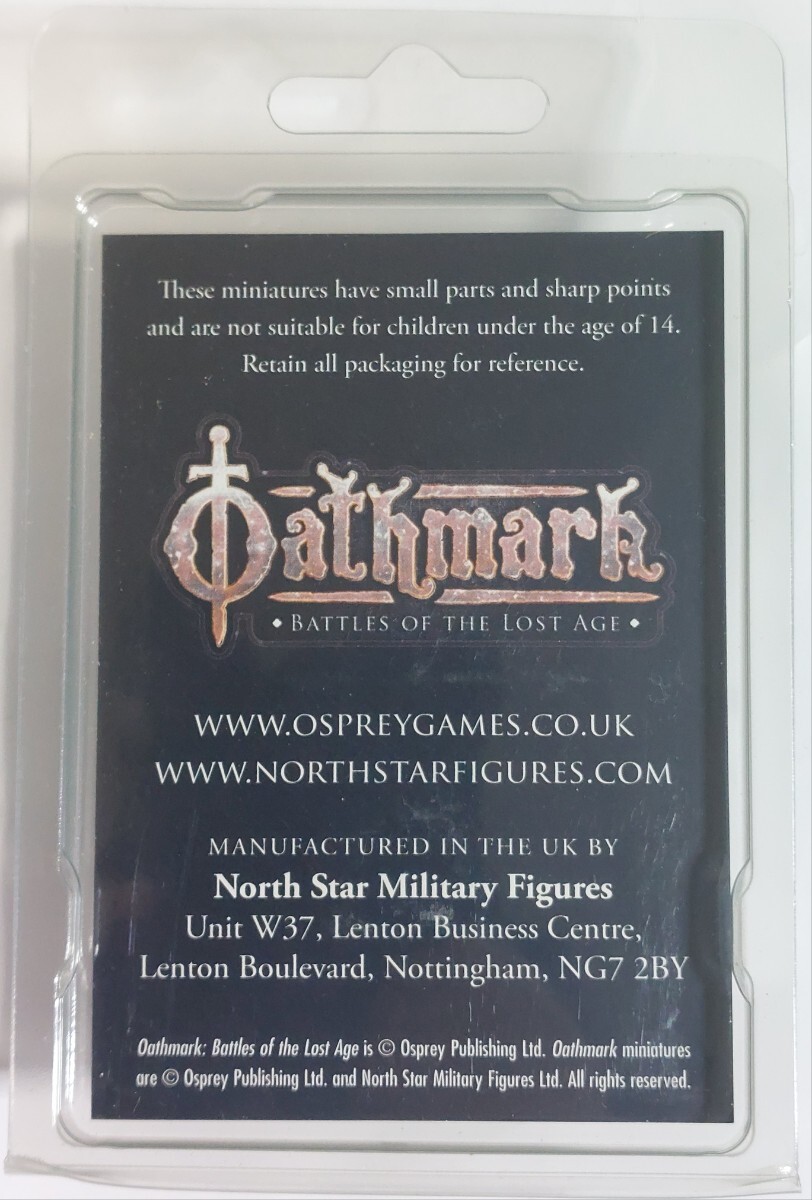 These miniatures have small parts and sharp points
and are not suitable for children under the age of 14.
Retain all packaging for reference.
Oathmark
• BATTLES OF THE LOST AGE •
WWW.OSPREYGAMES.CO.UK
WWW.NORTHSTARFIGURES.COM
MANUFACTURED IN THE UK BY
North Star Military Figures
Unit W37, Lenton Business Centre,
Lenton Boulevard, Nottingham, NG7 2BY
Oathmark: Battles of the Lost Age is © Osprey Publishing Ltd. Oathmark miniatures
are © Osprey Publishing Ltd. and North Star Military Figures Ltd. All rights reserved.